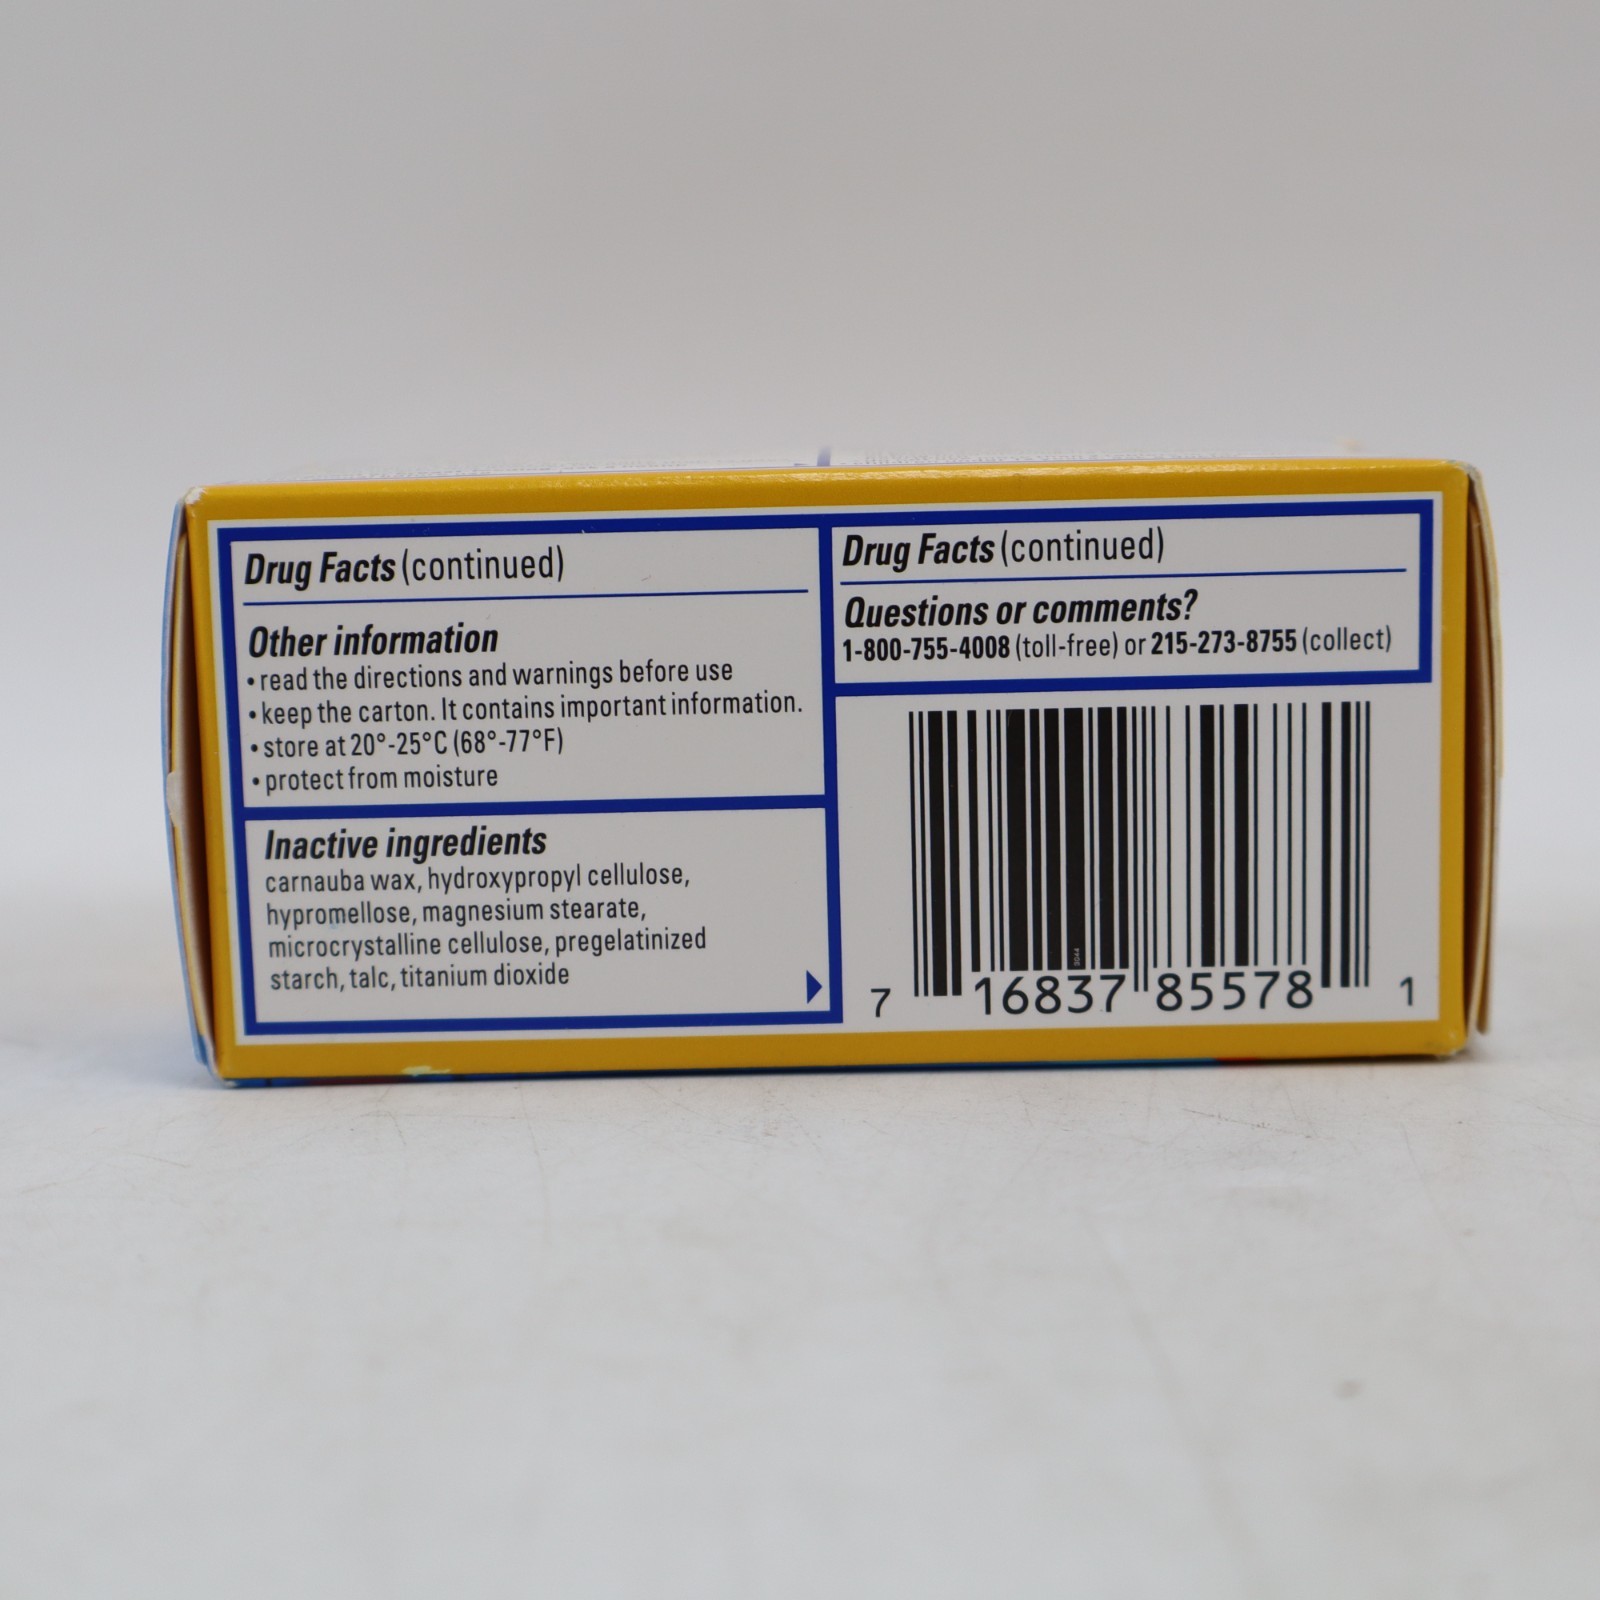 Drug Facts (continued)
Other information
• read the directions and warnings before use
• keep the carton. It contains important information.
• store at 20°-25°C (68°-77°F)
• protect from moisture
Inactive ingredients
carnauba wax, hydroxypropyl cellulose,
hypromellose, magnesium stearate,
microcrystalline cellulose, pregelatinized
starch, talc, titanium dioxide
Drug Facts (continued)
Questions or comments?
1-800-755-4008 (toll-free) or 215-273-8755 (collect)
7 16837 85578 1